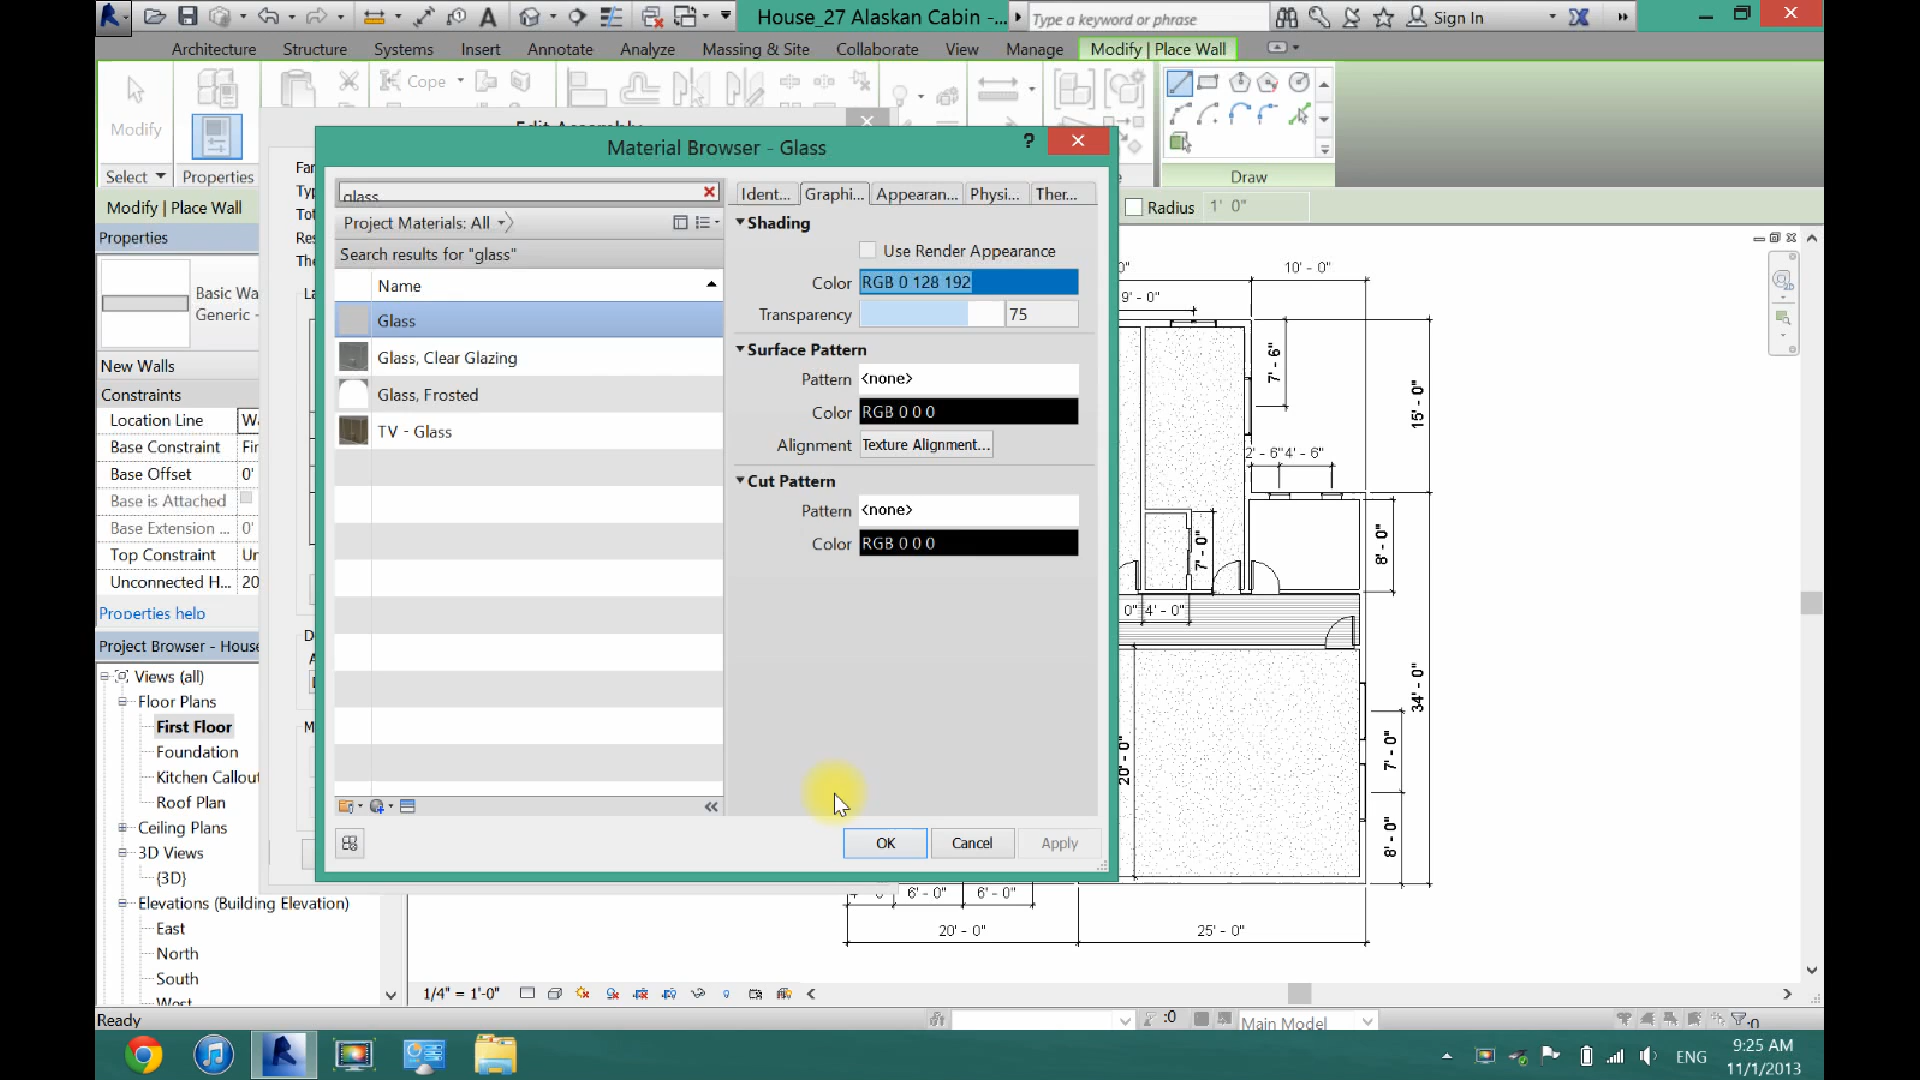 House_27 Alaskan Cabin -...
Type a keyword or phrase
Sign In
Architecture
Structure
Systems
Insert
Annotate
Analyze
Massing & Site
Collaborate
View
Manage
Modify | Place Wall
Modify
Cope
Select
Properties
Draw
Modify | Place Wall
Radius
1' 0"
Properties
Basic Wa
Generic -
New Walls
Constraints
Location Line
Base Constraint
Fir
Base Offset
0'
Base is Attached
Base Extension ...
0'
Top Constraint
Un
Unconnected H...
20
Properties help
Project Browser - House
Views (all)
Floor Plans
First Floor
Foundation
Kitchen Callout
Roof Plan
Ceiling Plans
3D Views
{3D}
Elevations (Building Elevation)
East
North
South
West
Edit Assembly
Material Browser - Glass
?
glass
Project Materials: All
Search results for "glass"
Name
Glass
Glass, Clear Glazing
Glass, Frosted
TV - Glass
Ident...
Graphi...
Appearan...
Physi...
Ther...
Shading
Use Render Appearance
Color
RGB 0 128 192
Transparency
75
Surface Pattern
Pattern
<none>
Color
RGB 0 0 0
Alignment
Texture Alignment...
Cut Pattern
Pattern
<none>
Color
RGB 0 0 0
OK
Cancel
Apply
10' - 0"
9' - 0"
7' - 6"
15' - 0"
2' - 6"
4' - 6"
7' - 0"
8' - 0"
4' - 0"
34' - 0"
20' - 0"
7' - 0"
8' - 0"
6' - 0"
6' - 0"
20' - 0"
25' - 0"
1/4" = 1'-0"
Ready
:0
Main Model
:0
ENG
9:25 AM
11/1/2013